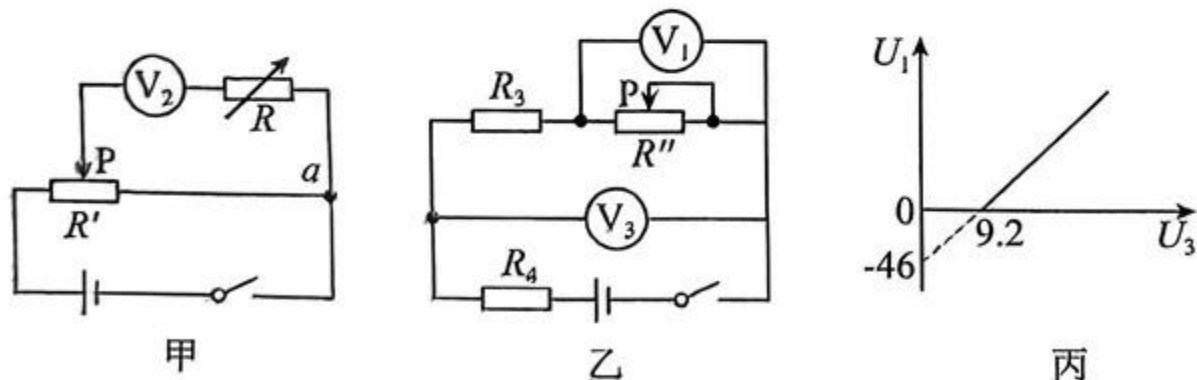 V₂
R
P
a
R′
甲
V₁
R₃
P
R″
V₃
R₄
乙
U₁
0
9.2
U₃
-46
丙